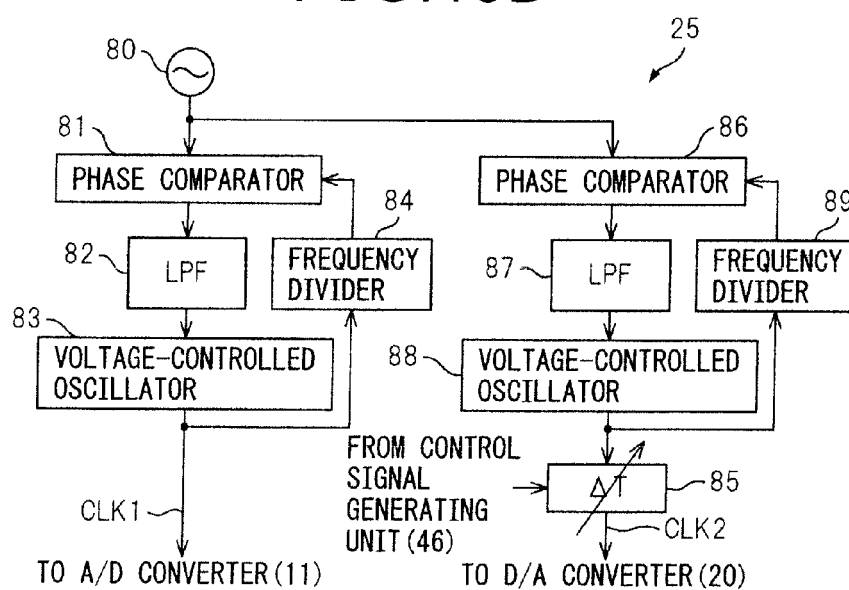 80
25
81
86
PHASE COMPARATOR
PHASE COMPARATOR
84
89
82
LPF
FREQUENCY
DIVIDER
87
LPF
FREQUENCY
DIVIDER
83
VOLTAGE-CONTROLLED
OSCILLATOR
88
VOLTAGE-CONTROLLED
OSCILLATOR
FROM CONTROL
SIGNAL
GENERATING
UNIT(46)
ΔT
85
CLK1
CLK2
TO A/D CONVERTER(11)
TO D/A CONVERTER(20)